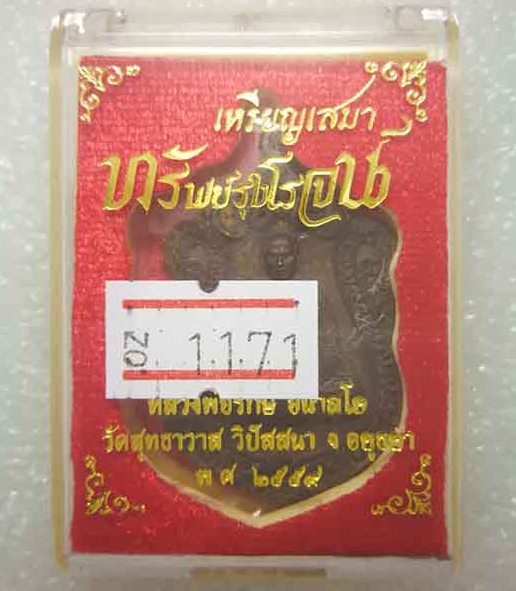 เหรียญเสมา
ทรัพย์รุ่งโรจน์
No. 1171
หลวงพ่อรักษ์ อนาลโย
วัดสุทธาวาส วิปัสสนา จ อยุธยา
พ ศ ๒๕๕๙